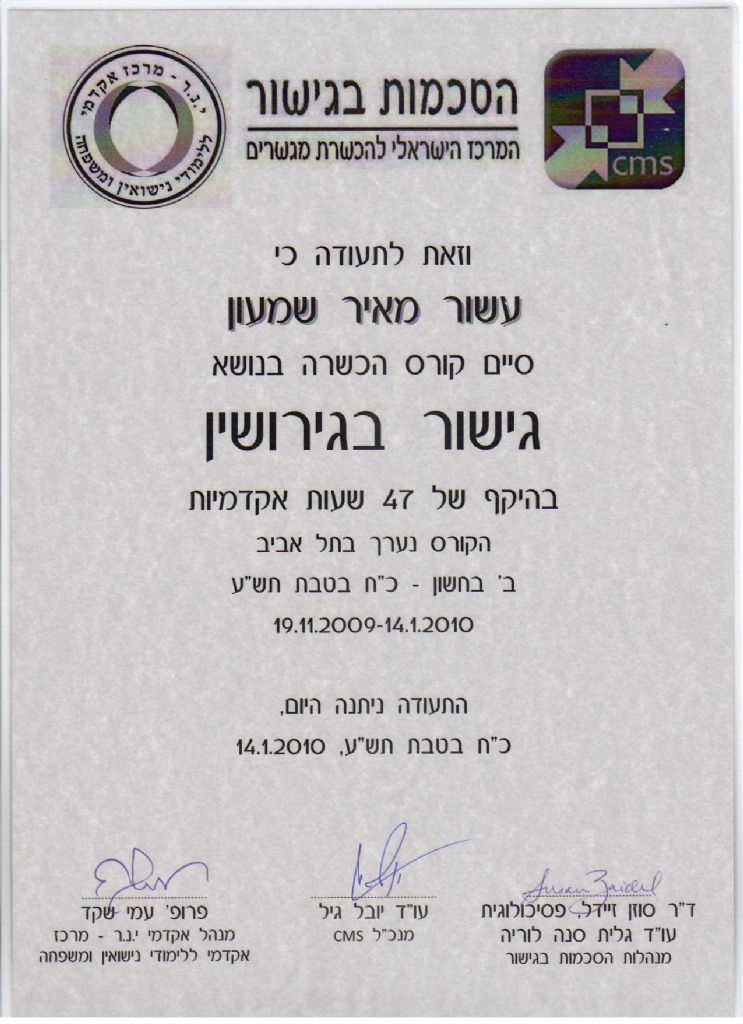 הסכמות בגישור
המרכז הישראלי להכשרת מגשרים
cms
י.נ.ר - מרכז אקדמי
ללימודי נישואין ומשפחה
וזאת לתעודה כי
עשור מאיר שמעון
סיים קורס הכשרה בנושא
גישור בגירושין
בהיקף של 47 שעות אקדמיות
הקורס נערך בתל אביב
ב' בחשון - כ"ח בטבת תש"ע
19.11.2009-14.1.2010
התעודה ניתנה היום,
כ"ח בטבת תש"ע, 14.1.2010
Susan Zaidel
ד"ר סוזן זיידל, פסיכולוגית
עו"ד גלית סנה לוריה
מנהלות הסכמות בגישור
עו"ד יובל גיל
מנכ"ל CMS
פרופ' עמי שקד
מנהל אקדמי י.נ.ר - מרכז
אקדמי ללימודי נישואין ומשפחה